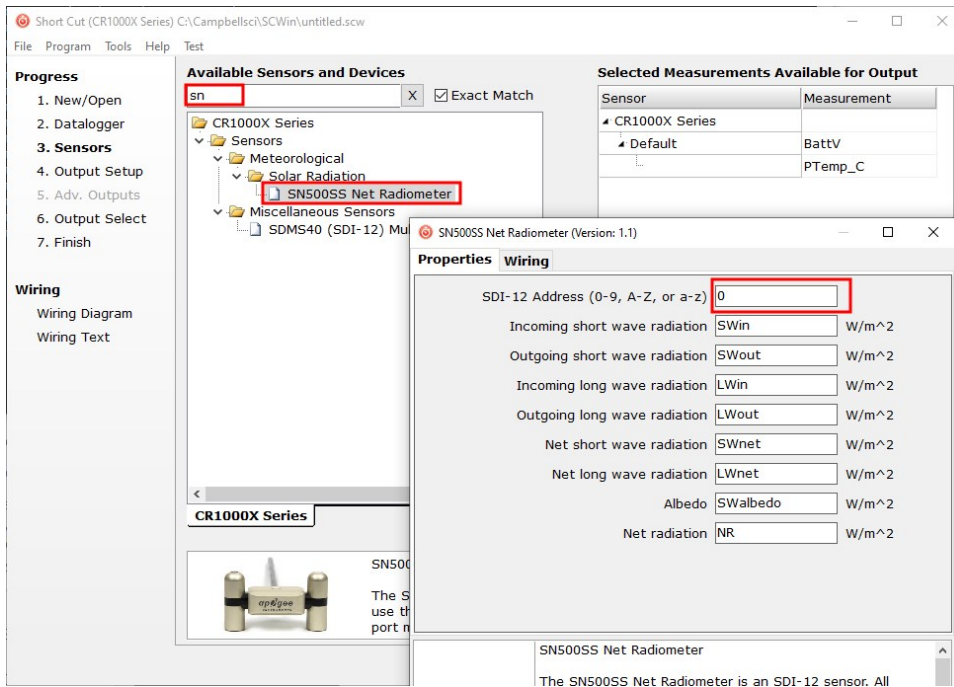 Short Cut (CR1000X Series) C:\Campbellsci\SCWin\untitled.scw
File Program Tools Help Test
Progress
1. New/Open
2. Datalogger
3. Sensors
4. Output Setup
5. Adv. Outputs
6. Output Select
7. Finish
Wiring
Wiring Diagram
Wiring Text
Available Sensors and Devices
sn X Exact Match
CR1000X Series
Sensors
Meteorological
Solar Radiation
SN500SS Net Radiometer
Miscellaneous Sensors
SDMS40 (SDI-12) Mul
CR1000X Series
apogee
SN500
The S
use th
port m
Selected Measurements Available for Output
Sensor Measurement
CR1000X Series
Default BattV
PTemp_C
SN500SS Net Radiometer (Version: 1.1)
Properties Wiring
SDI-12 Address (0-9, A-Z, or a-z) 0
Incoming short wave radiation SWin W/m^2
Outgoing short wave radiation SWout W/m^2
Incoming long wave radiation LWin W/m^2
Outgoing long wave radiation LWout W/m^2
Net short wave radiation SWnet W/m^2
Net long wave radiation LWnet W/m^2
Albedo SWalbedo W/m^2
Net radiation NR W/m^2
SN500SS Net Radiometer
The SN500SS Net Radiometer is an SDI-12 sensor. All